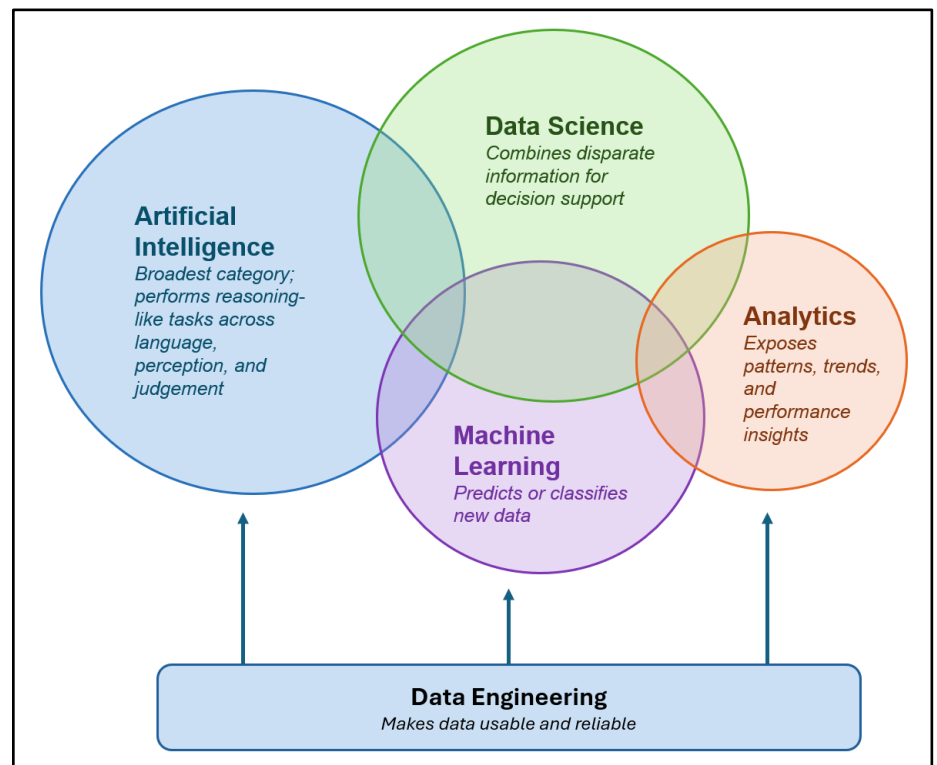 Data Science
Combines disparate
information for
decision support
Artificial
Intelligence
Broadest category;
performs reasoning-
like tasks across
language,
perception, and
judgement
Analytics
Exposes
patterns, trends,
and
performance
insights
Machine
Learning
Predicts or classifies
new data
Data Engineering
Makes data usable and reliable